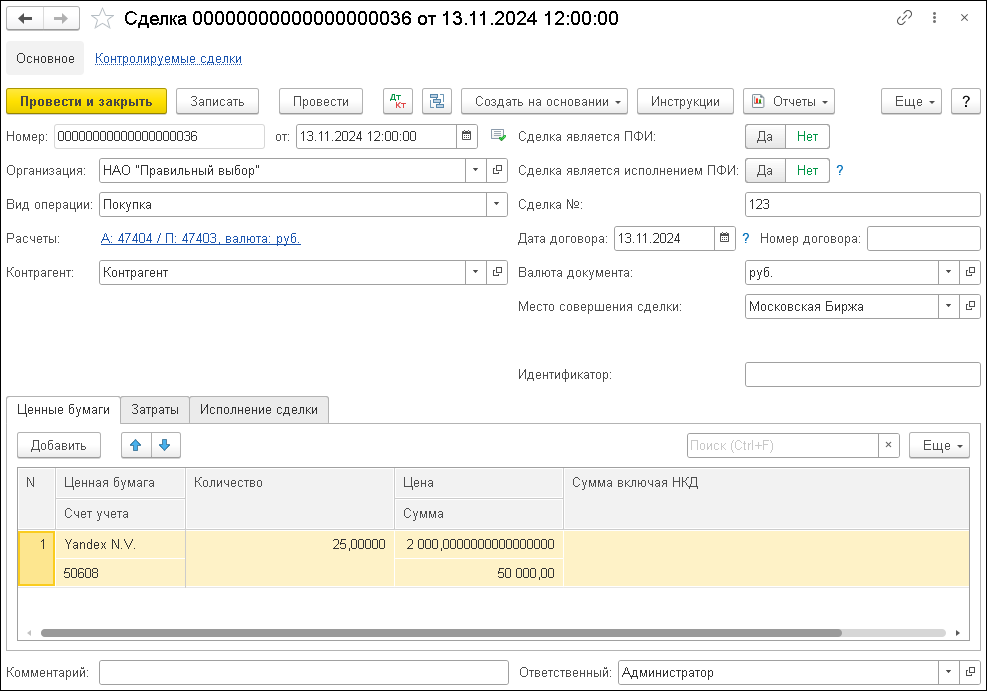 Сделка 00000000000000000036 от 13.11.2024 12:00:00
Основное Контролируемые сделки
Провести и закрыть Записать Провести Дт Кт Создать на основании Инструкции Отчеты Еще ?
Номер: 00000000000000000036 от: 13.11.2024 12:00:00 Сделка является ПФИ: Да Нет
Организация: НАО "Правильный выбор" Сделка является исполнением ПФИ: Да Нет ?
Вид операции: Покупка Сделка №: 123
Расчеты: А: 47404 / П: 47403, валюта: руб. Дата договора: 13.11.2024 ? Номер договора:
Контрагент: Контрагент Валюта документа: руб.
Место совершения сделки: Московская Биржа
Идентификатор:
Ценные бумаги Затраты Исполнение сделки
Добавить Поиск (Ctrl+F) × Еще
N Ценная бумага Количество Цена Сумма включая НКД
Счет учета Сумма
1 Yandex N.V. 25,00000 2 000,0000000000000000
50608 50 000,00
Комментарий: Ответственный: Администратор